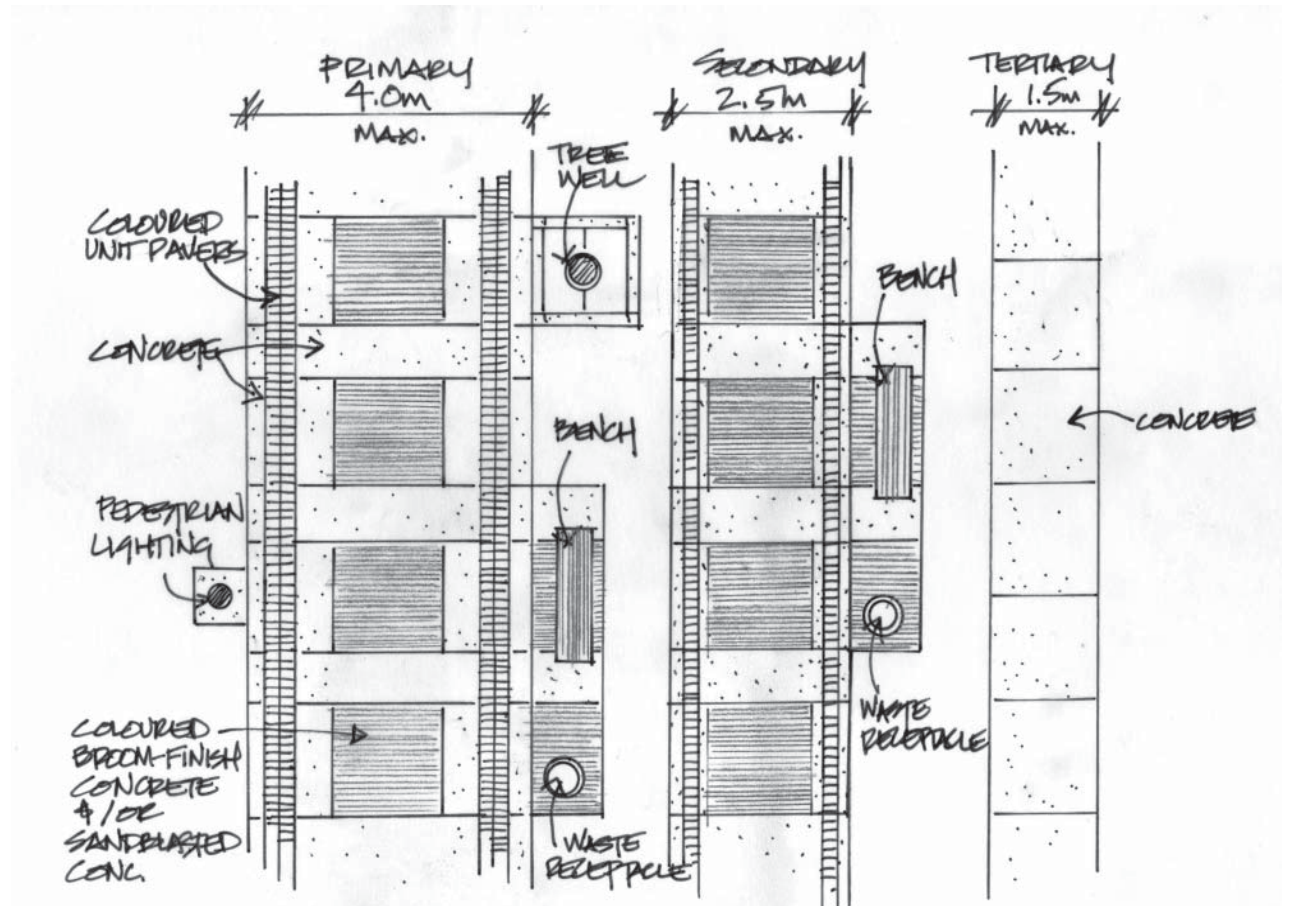 PRIMARY
4.0m
MAX.
SECONDARY
2.5m
MAX.
TERTIARY
1.5m
MAX.
TREE
WELL
COLOURED
UNIT PAVERS
CONCRETE
BENCH
PEDESTRIAN
LIGHTING
COLOURED
BROOM-FINISH
CONCRETE
& /OR
SANDBLASTED
CONC.
WASTE
RECEPTACLE
BENCH
WASTE
RECEPTACLE
CONCRETE